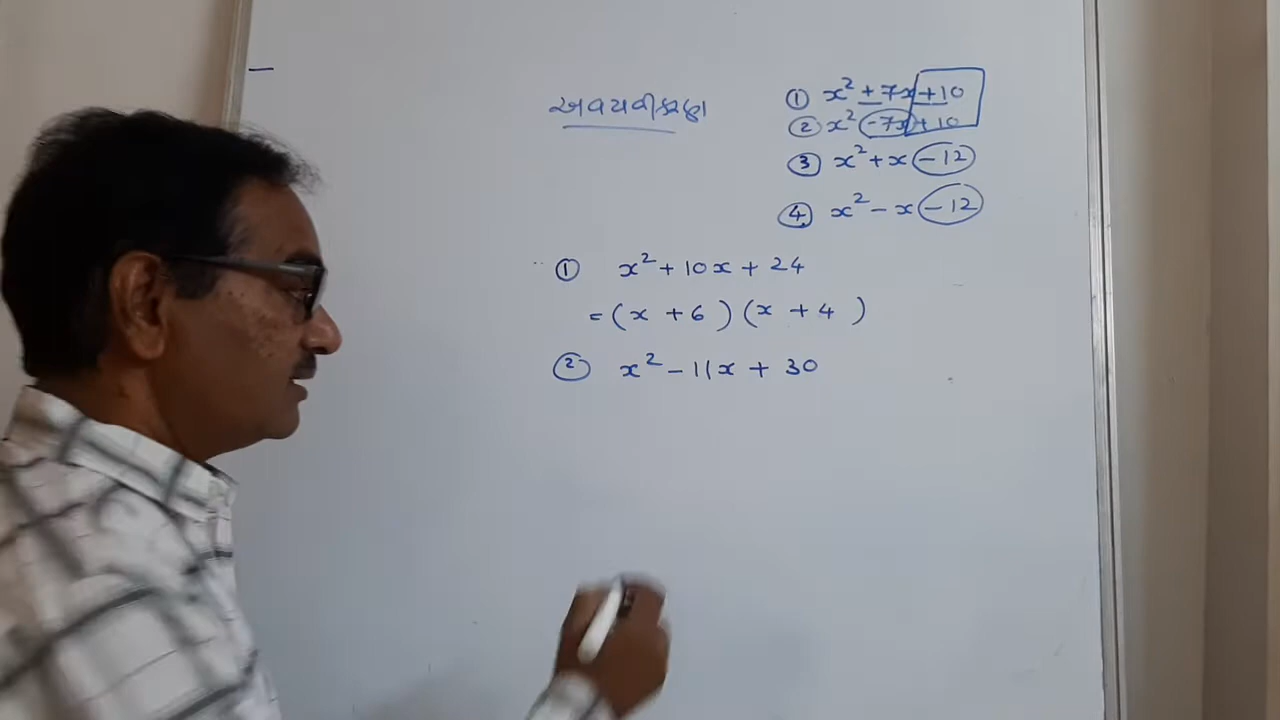 અવયવીકરણ
① x² + 7x + 10
② x² - 7x + 10
③ x² + x - 12
④ x² - x - 12
① x² + 10x + 24
= (x + 6) (x + 4)
② x² - 11x + 30